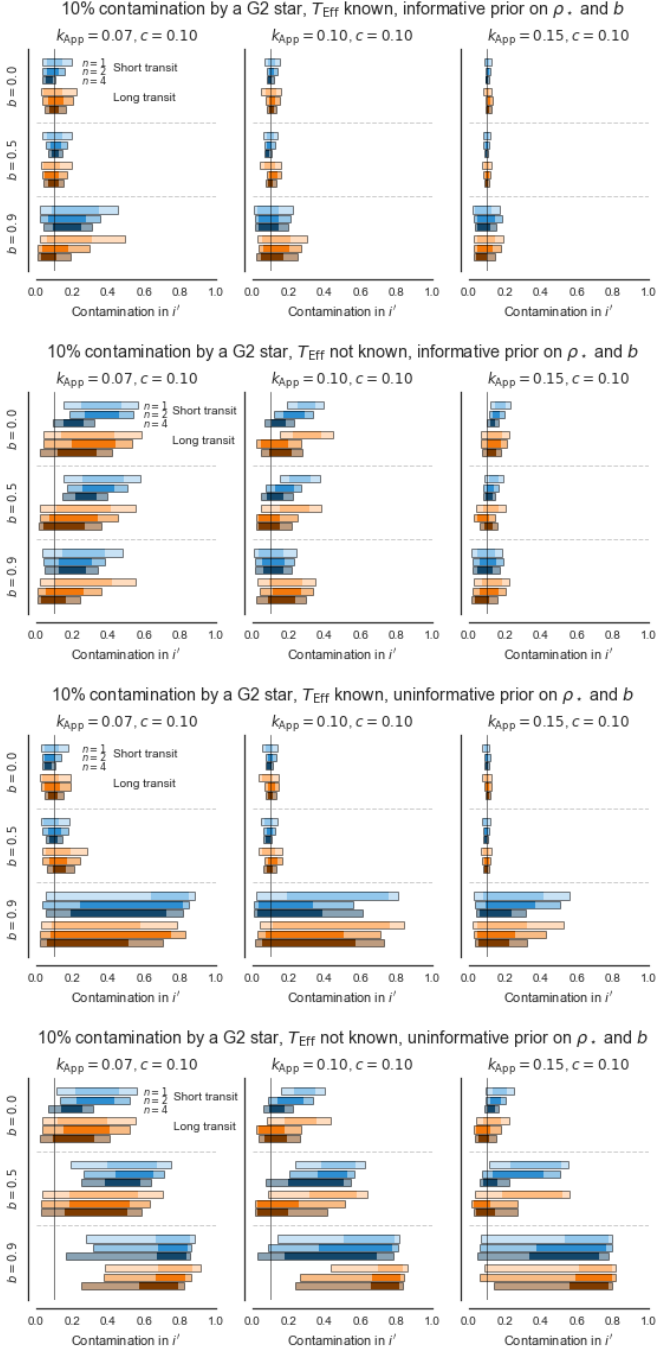 10% contamination by a G2 star, T_Eff known, informative prior on ρ⋆ and b
k_App = 0.07, c = 0.10 k_App = 0.10, c = 0.10 k_App = 0.15, c = 0.10
b = 0.0
n = 1
n = 2
n = 4
Short transit
Long transit
b = 0.5
b = 0.9
0.0 0.2 0.4 0.6 0.8 1.0 0.0 0.2 0.4 0.6 0.8 1.0 0.0 0.2 0.4 0.6 0.8 1.0
Contamination in i′ Contamination in i′ Contamination in i′
10% contamination by a G2 star, T_Eff not known, informative prior on ρ⋆ and b
k_App = 0.07, c = 0.10 k_App = 0.10, c = 0.10 k_App = 0.15, c = 0.10
b = 0.0
n = 1
n = 2
n = 4
Short transit
Long transit
b = 0.5
b = 0.9
0.0 0.2 0.4 0.6 0.8 1.0 0.0 0.2 0.4 0.6 0.8 1.0 0.0 0.2 0.4 0.6 0.8 1.0
Contamination in i′ Contamination in i′ Contamination in i′
10% contamination by a G2 star, T_Eff known, uninformative prior on ρ⋆ and b
k_App = 0.07, c = 0.10 k_App = 0.10, c = 0.10 k_App = 0.15, c = 0.10
b = 0.0
n = 1
n = 2
n = 4
Short transit
Long transit
b = 0.5
b = 0.9
0.0 0.2 0.4 0.6 0.8 1.0 0.0 0.2 0.4 0.6 0.8 1.0 0.0 0.2 0.4 0.6 0.8 1.0
Contamination in i′ Contamination in i′ Contamination in i′
10% contamination by a G2 star, T_Eff not known, uninformative prior on ρ⋆ and b
k_App = 0.07, c = 0.10 k_App = 0.10, c = 0.10 k_App = 0.15, c = 0.10
b = 0.0
n = 1
n = 2
n = 4
Short transit
Long transit
b = 0.5
b = 0.9
0.0 0.2 0.4 0.6 0.8 1.0 0.0 0.2 0.4 0.6 0.8 1.0 0.0 0.2 0.4 0.6 0.8 1.0
Contamination in i′ Contamination in i′ Contamination in i′